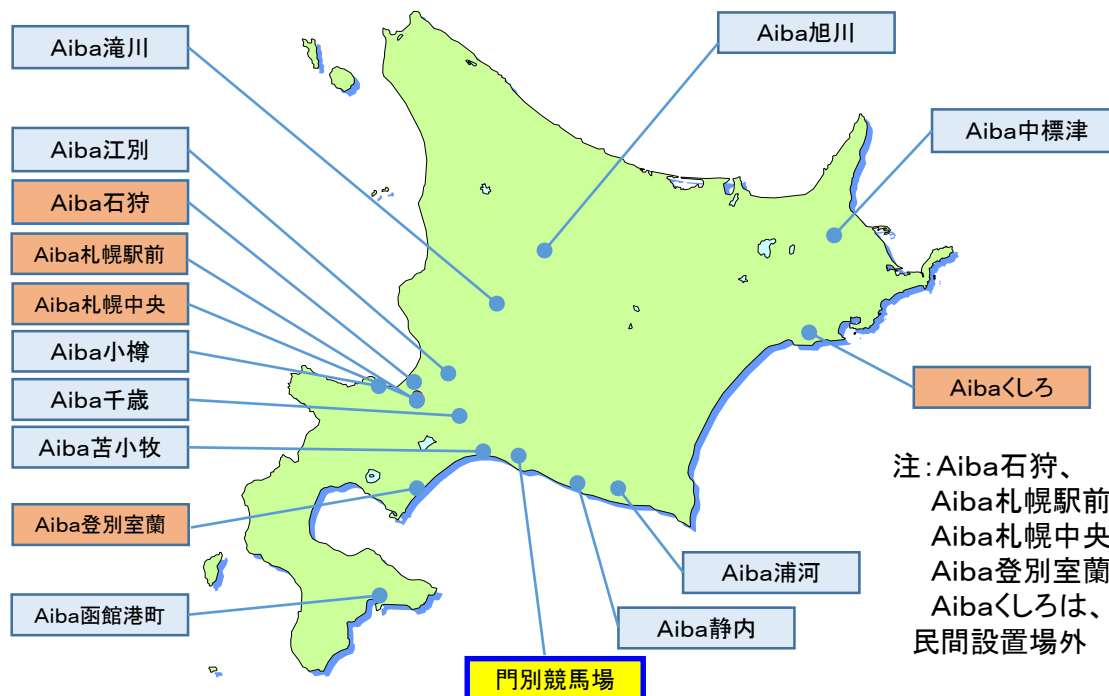 Aiba滝川
Aiba旭川
Aiba中標津
Aiba江別
Aiba石狩
Aiba札幌駅前
Aiba札幌中央
Aiba小樽
Aiba千歳
Aiba苫小牧
Aibaくしろ
Aiba登別室蘭
Aiba函館港町
Aiba浦河
Aiba静内
門別競馬場
注：Aiba石狩、
Aiba札幌駅前
Aiba札幌中央
Aiba登別室蘭
Aibaくしろは、
民間設置場外